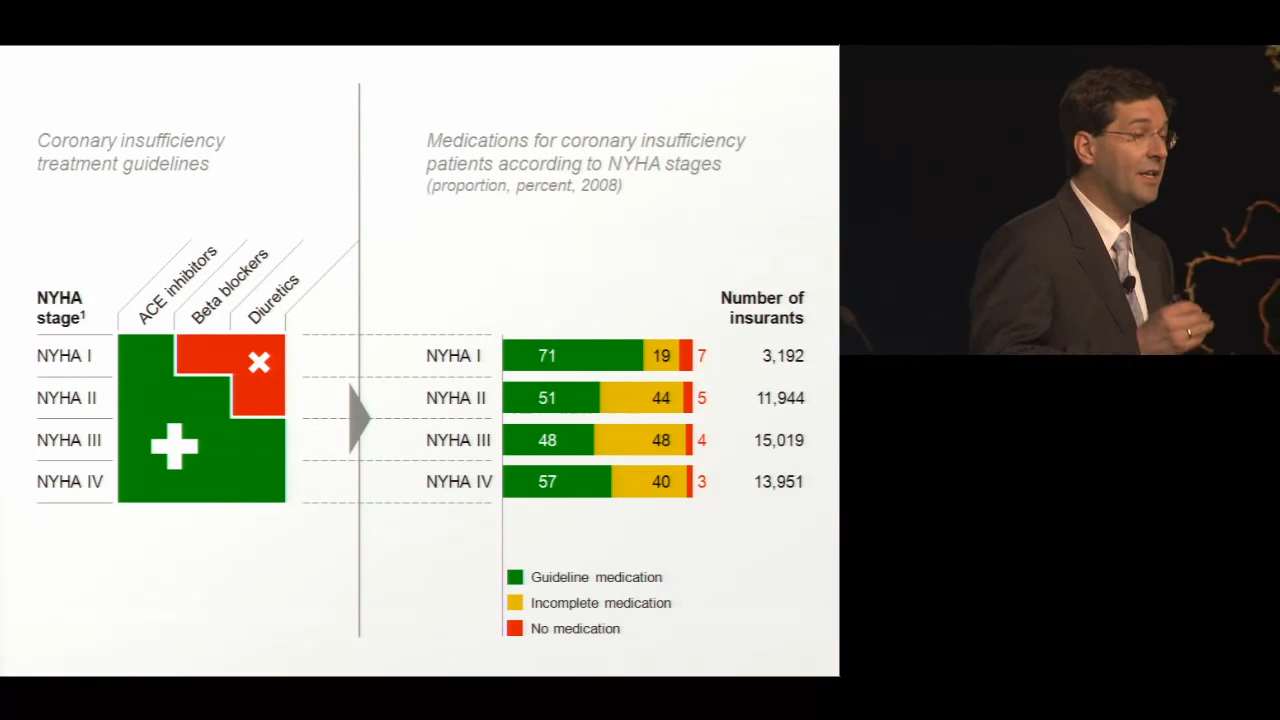 Coronary insufficiency
treatment guidelines
Medications for coronary insufficiency
patients according to NYHA stages
(proportion, percent, 2008)
NYHA
stage¹
ACE inhibitors
Beta blockers
Diuretics
Number of
insurants
NYHA I
NYHA II
NYHA III
NYHA IV
NYHA I 71 19 7 3,192
NYHA II 51 44 5 11,944
NYHA III 48 48 4 15,019
NYHA IV 57 40 3 13,951
Guideline medication
Incomplete medication
No medication